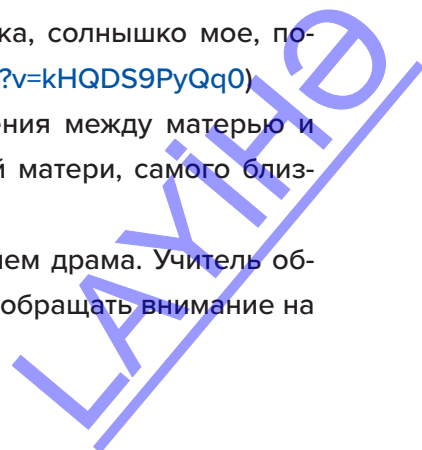 ка, солнышко мое, по-
?v=kHQDS9PyQq0)
ния между матерью и
й матери, самого близ-
ем драма. Учитель об-
обращать внимание на
LAYİHƏ